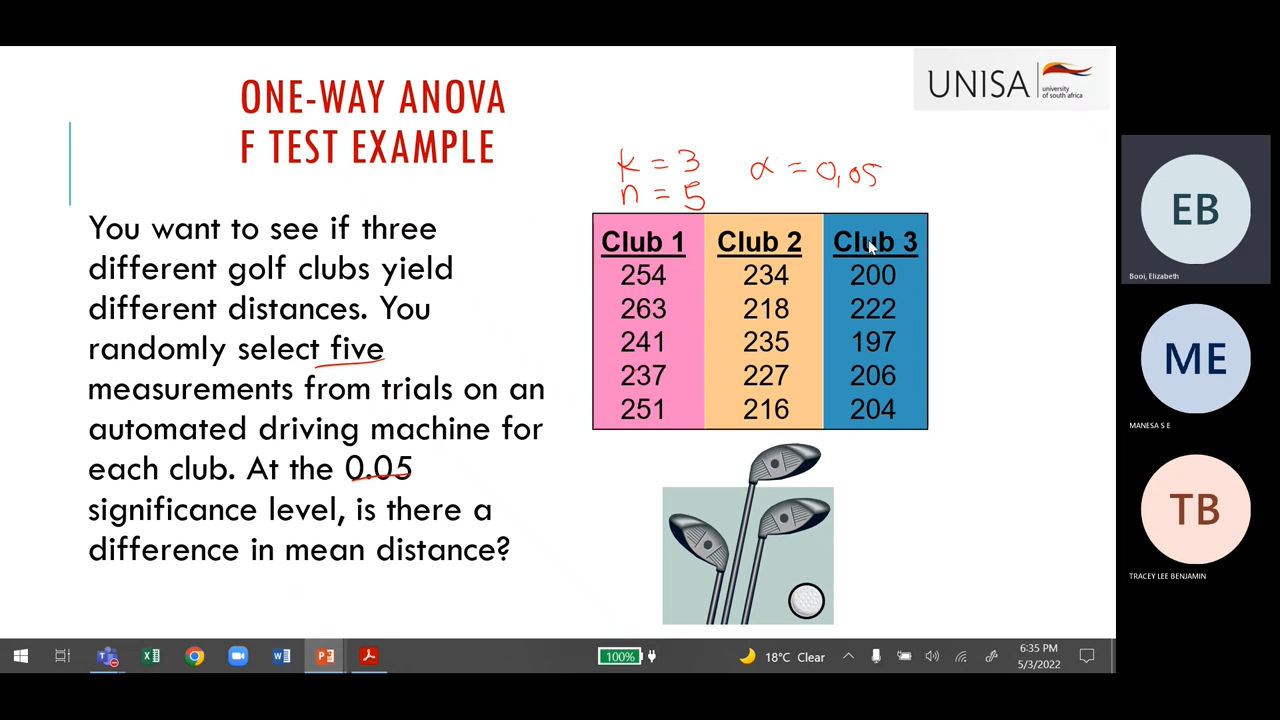 ONE-WAY ANOVA
F TEST EXAMPLE
UNISA
university
of south africa
k = 3
α = 0,05
n = 5
You want to see if three
different golf clubs yield
different distances. You
randomly select five
measurements from trials on an
automated driving machine for
each club. At the 0.05
significance level, is there a
difference in mean distance?
Club 1 Club 2 Club 3
254 234 200
263 218 222
241 235 197
237 227 206
251 216 204
EB
Booi, Elizabeth
ME
MANESA S E
TB
TRACEY LEE BENJAMIN
100%
18°C Clear
6:35 PM
5/3/2022